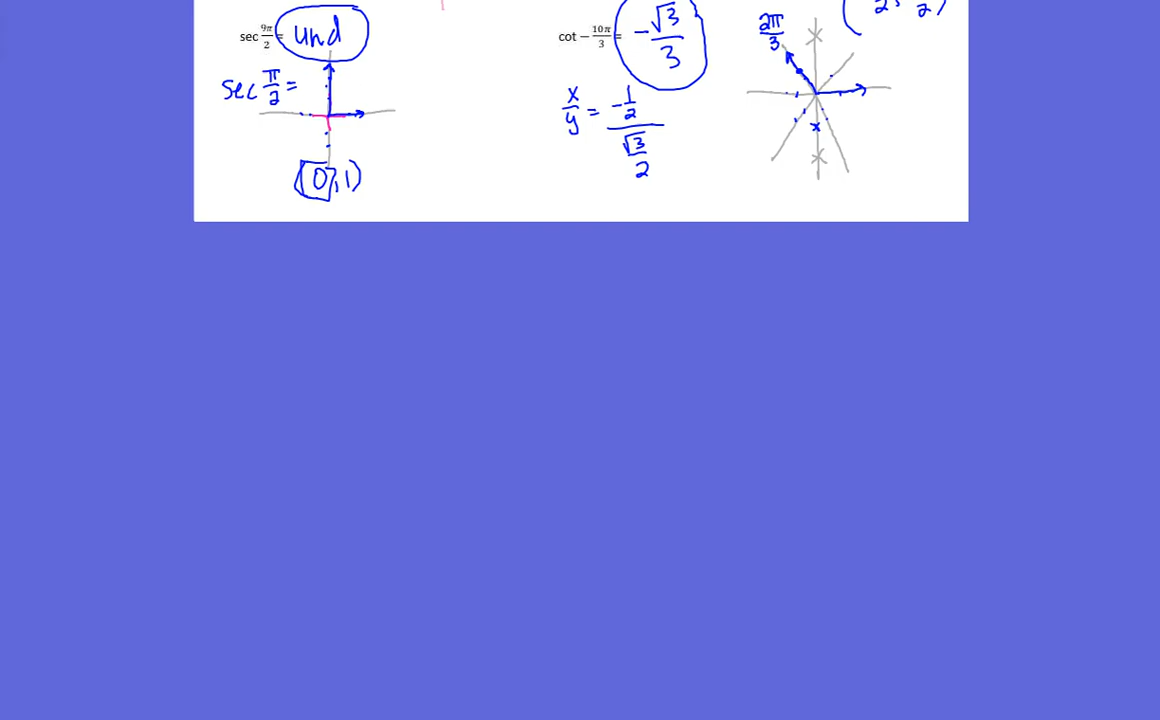 sec 9π/2 = und
sec π/2 =
(0, 1)
cot − 10π/3 = -√3/3
x/y = -1/2 / √3/2
2π/3